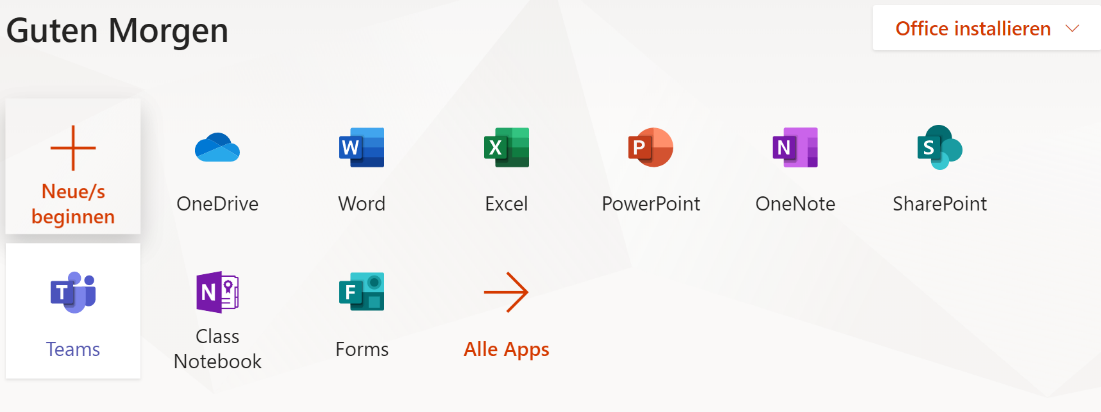 Guten Morgen
Office installieren
Neue/s
beginnen
OneDrive
W
Word
X
Excel
P
PowerPoint
N
OneNote
S
SharePoint
T
Teams
N
Class
Notebook
F
Forms
Alle Apps